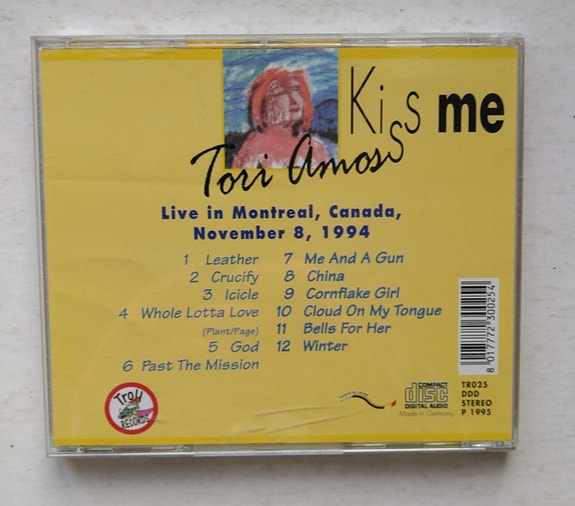 Kiss me
Tori Amos
Live in Montreal, Canada,
November 8, 1994
1 Leather
2 Crucify
3 Icicle
4 Whole Lotta Love
(Plant/Page)
5 God
6 Past The Mission
7 Me And A Gun
8 China
9 Cornflake Girl
10 Cloud On My Tongue
11 Bells For Her
12 Winter
8 017772 300254
Troll
RECORDS
COMPACT
disc
DIGITAL AUDIO
Made in Germany
TR025
DDD
STEREO
P 1995